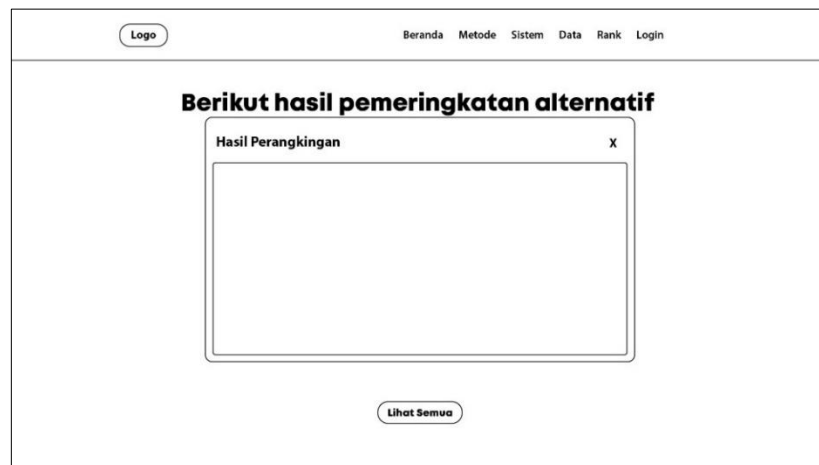 Logo
Beranda Metode Sistem Data Rank Login
Berikut hasil pemeringkatan alternatif
Hasil Perangkingan X
Lihat Semua